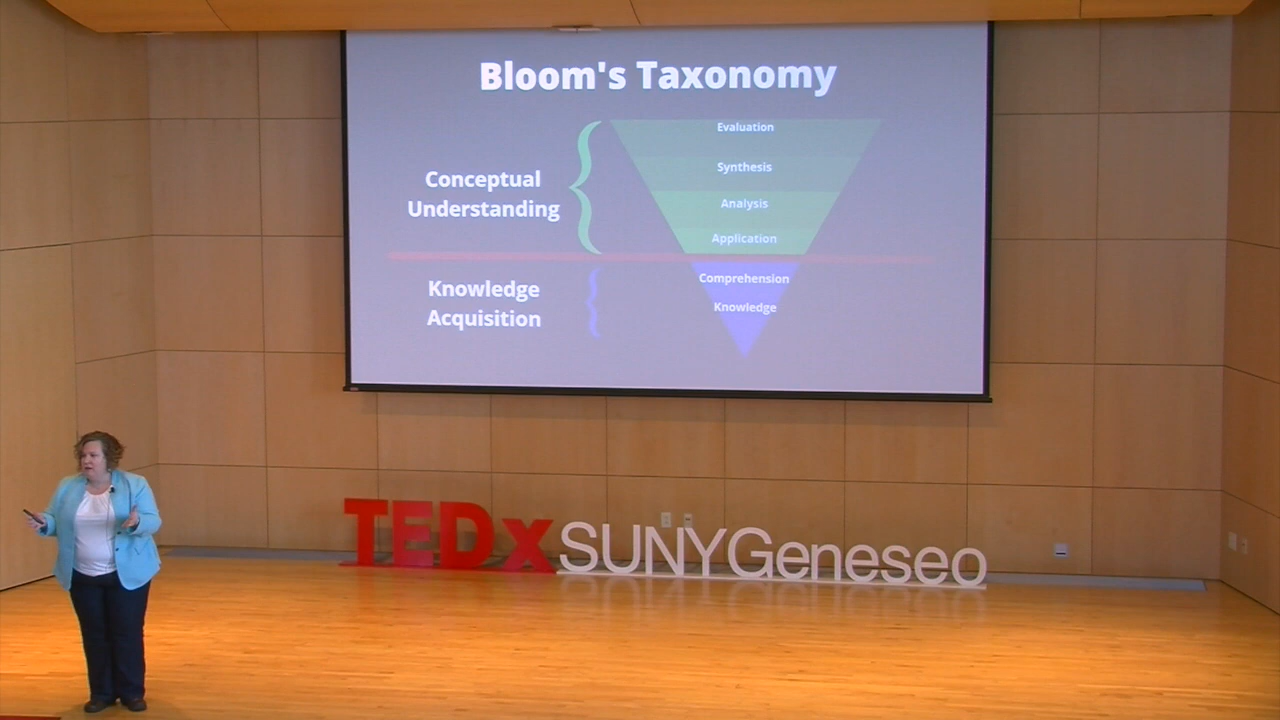 Bloom's Taxonomy
Evaluation
Synthesis
Conceptual
Understanding
Analysis
Application
Comprehension
Knowledge
Acquisition
Knowledge
TEDxSUNYGeneseo